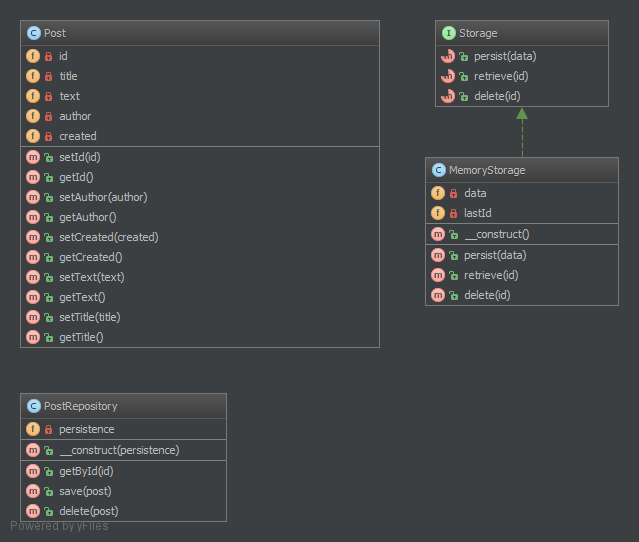 Post
id
title
text
author
created
setId(id)
getId()
setAuthor(author)
getAuthor()
setCreated(created)
getCreated()
setText(text)
getText()
setTitle(title)
getTitle()
Storage
persist(data)
retrieve(id)
delete(id)
MemoryStorage
data
lastId
__construct()
persist(data)
retrieve(id)
delete(id)
PostRepository
persistence
__construct(persistence)
getById(id)
save(post)
delete(post)
Powered by yFiles